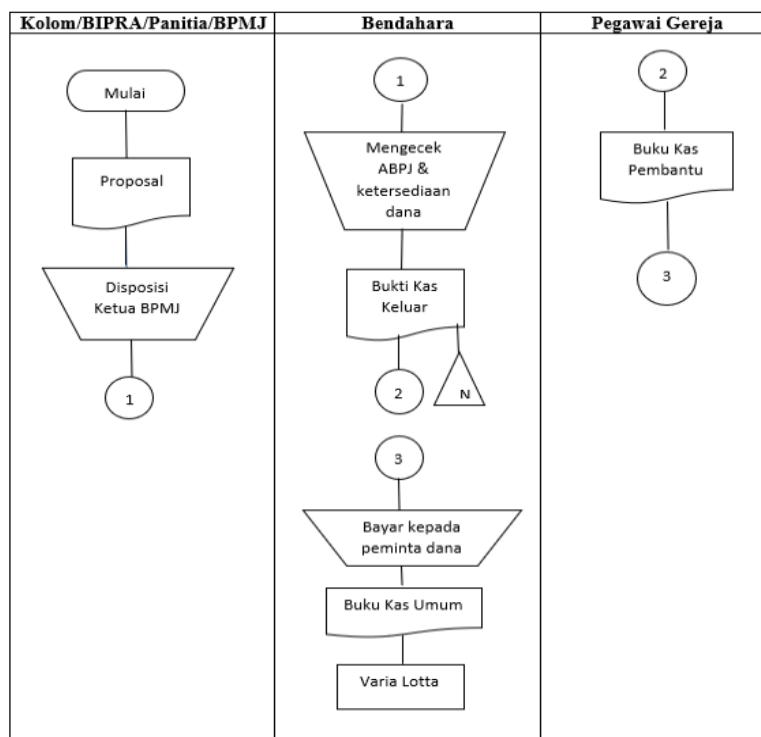 Kolom/BIPRA/Panitia/BPMJ
Mulai
Proposal
Disposisi
Ketua BPMJ
1
Bendahara
1
Mengecek
ABPJ &
ketersediaan
dana
Bukti Kas
Keluar
2
N
3
Bayar kepada
peminta dana
Buku Kas Umum
Varia Lotta
Pegawai Gereja
2
Buku Kas
Pembantu
3